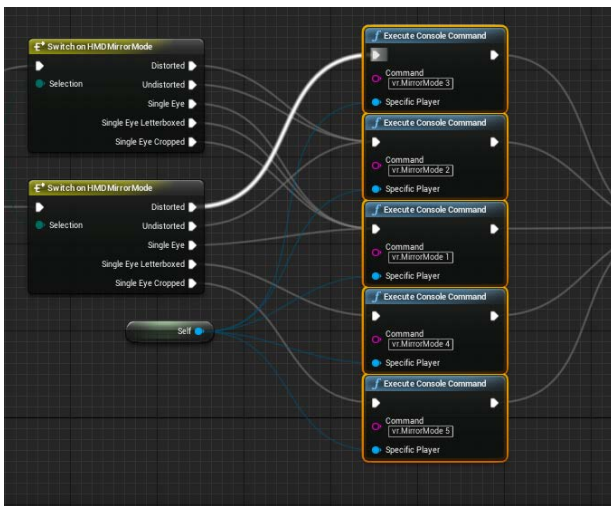 Switch on HMDMirrorMode
Distorted
Selection
Undistorted
Single Eye
Single Eye Letterboxed
Single Eye Cropped
Switch on HMDMirrorMode
Distorted
Selection
Undistorted
Single Eye
Single Eye Letterboxed
Single Eye Cropped
Self
Execute Console Command
Command
vr.MirrorMode 3
Specific Player
Execute Console Command
Command
vr.MirrorMode 2
Specific Player
Execute Console Command
Command
vr.MirrorMode 1
Specific Player
Execute Console Command
Command
vr.MirrorMode 4
Specific Player
Execute Console Command
Command
vr.MirrorMode 5
Specific Player